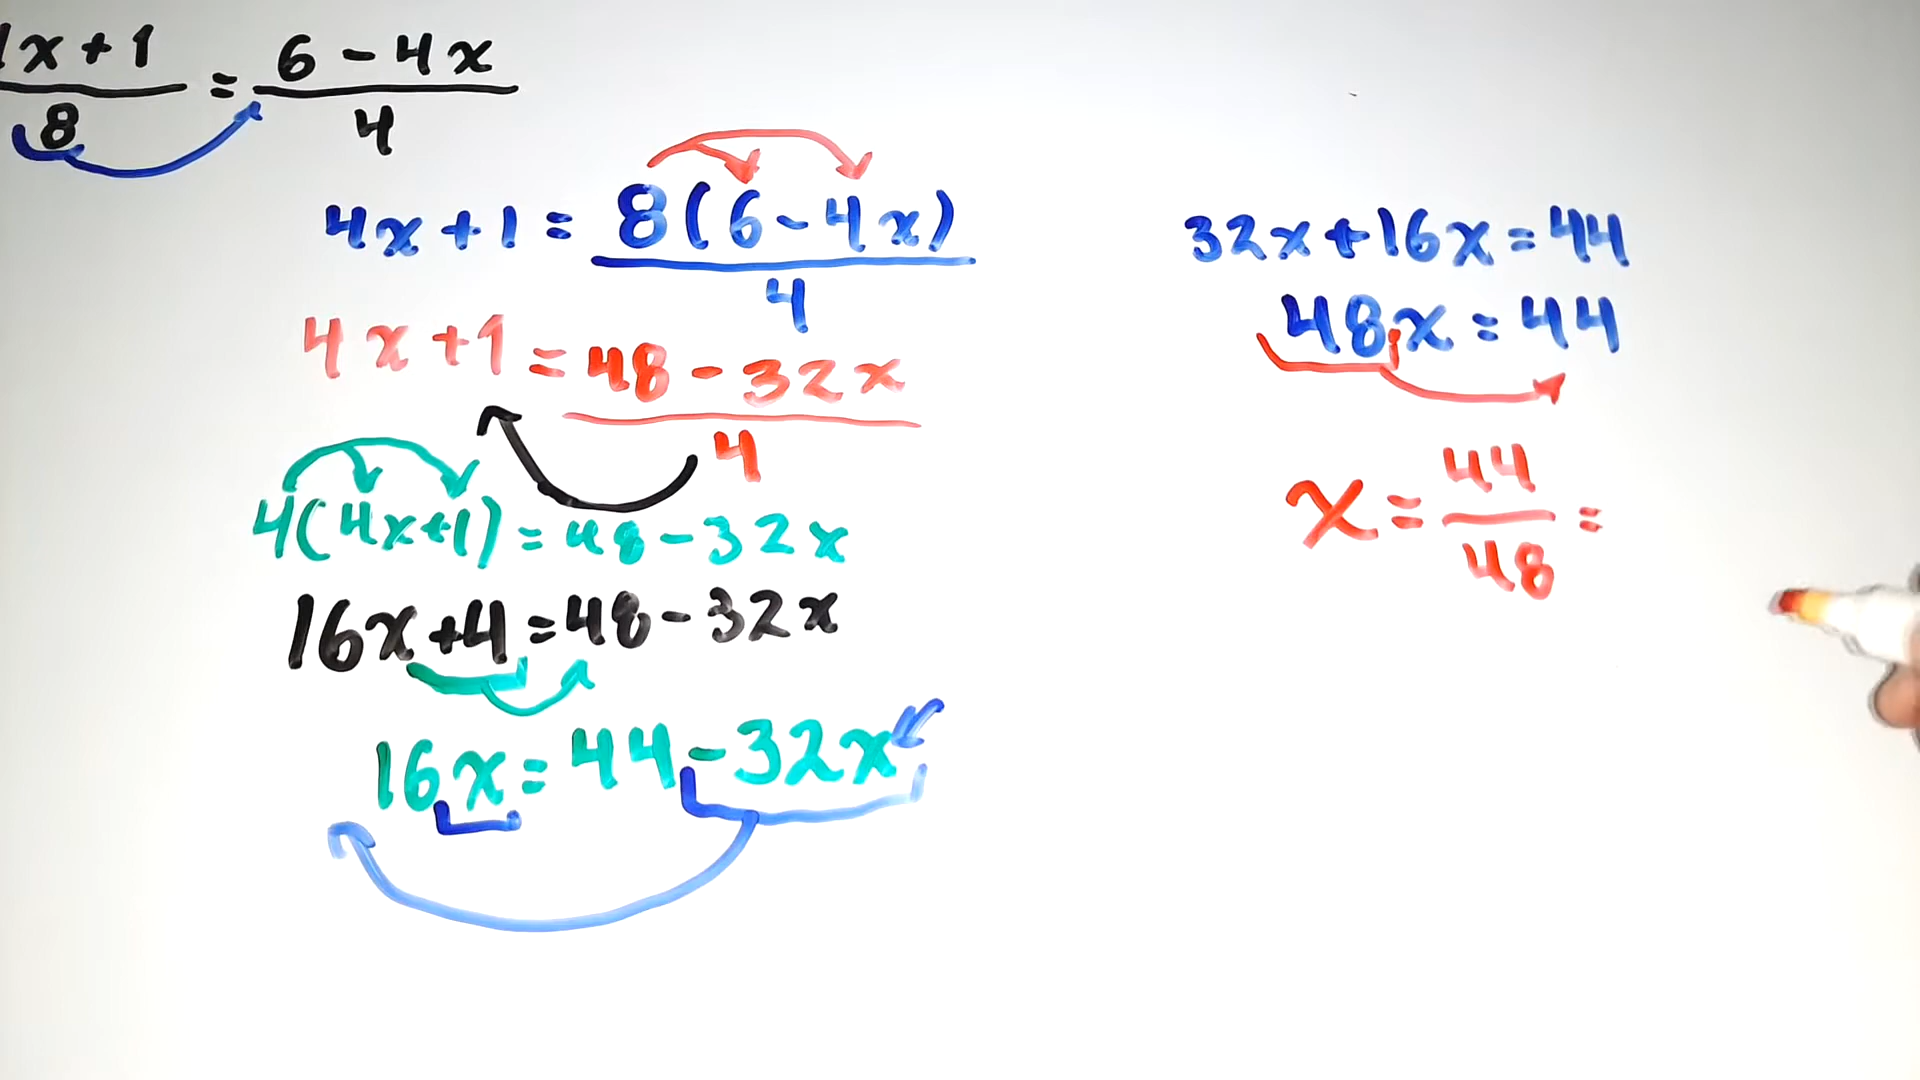 x + 1 = 6 - 4x
8 4
4x + 1 = 8(6 - 4x)
4
4x + 1 = 48 - 32x
4
4(4x+1) = 48 - 32x
16x + 4 = 48 - 32x
16x = 44 - 32x
32x + 16x = 44
48x = 44
x = 44 =
48